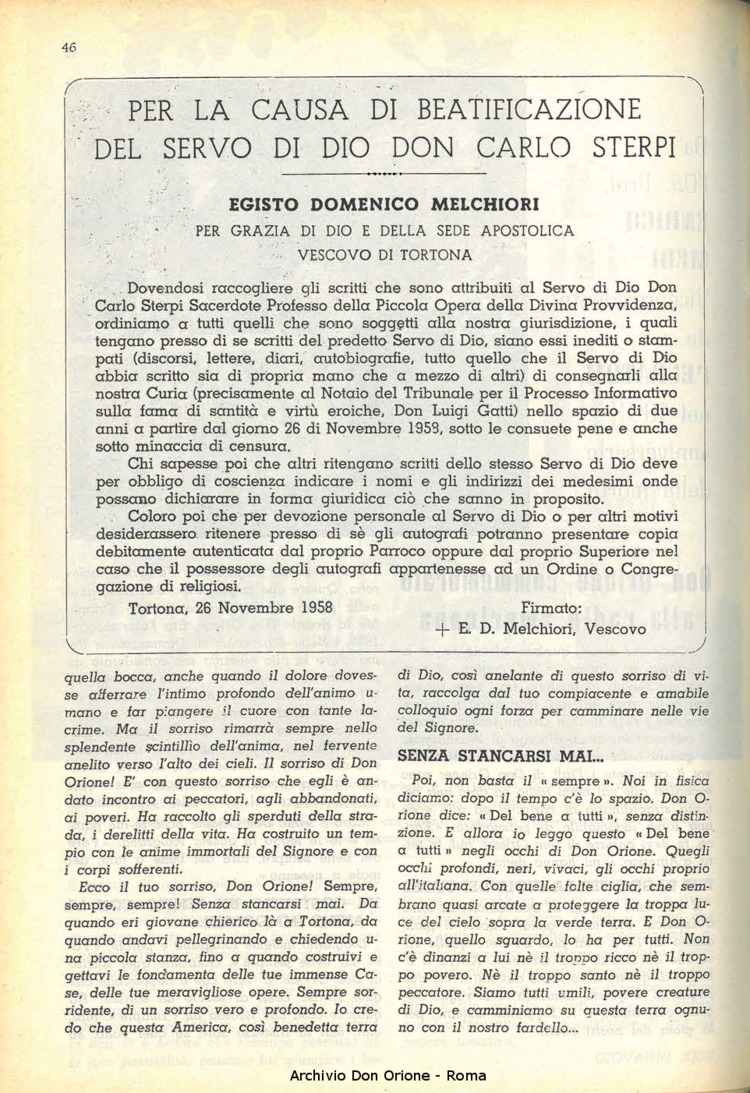 46
PER LA CAUSA DI BEATIFICAZIONE
DEL SERVO DI DIO DON CARLO STERPI
EGISTO DOMENICO MELCHIORI
PER GRAZIA DI DIO E DELLA SEDE APOSTOLICA
VESCOVO DI TORTONA
Dovendosi raccogliere gli scritti che sono attribuiti al Servo di Dio Don
Carlo Sterpi Sacerdote Professo della Piccola Opera della Divina Provvidenza,
ordiniamo a tutti quelli che sono soggetti alla nostra giurisdizione, i quali
tengano presso di se scritti del predetto Servo di Dio, siano essi inediti o stam-
pati (discorsi, lettere, diari, autobiografie, tutto quello che il Servo di Dio
abbia scritto sia di propria mano che a mezzo di altri) di consegnarli alla
nostra Curia (precisamente al Notaio del Tribunale per il Processo Informativo
sulla fama di santità e virtù eroiche, Don Luigi Gatti) nello spazio di due
anni a partire dal giorno 26 di Novembre 1958, sotto le consuete pene e anche
sotto minaccia di censura.
Chi sapesse poi che altri ritengano scritti dello stesso Servo di Dio deve
per obbligo di coscienza indicare i nomi e gli indirizzi dei medesimi onde
possano dichiarare in forma giuridica ciò che sanno in proposito.
Coloro poi che per devozione personale al Servo di Dio o per altri motivi
desiderassero ritenere presso di sè gli autografi potranno presentare copia
debitamente autenticata dal proprio Parroco oppure dal proprio Superiore nel
caso che il possessore degli autografi appartenesse ad un Ordine o Congre-
gazione di religiosi.
Tortona, 26 Novembre 1958
Firmato:
+ E. D. Melchiori, Vescovo
quella bocca, anche quando il dolore doves-
se afferrare l'intimo profondo dell'animo u-
mano e far piangere il cuore con tante la-
crime. Ma il sorriso rimarrà sempre nello
splendente scintillio dell'anima, nel fervente
anelito verso l'alto dei cieli. Il sorriso di Don
Orione! E' con questo sorriso che egli è an-
dato incontro ai peccatori, agli abbandonati,
ai poveri. Ha raccolto gli sperduti della stra-
da, i derelitti della vita. Ha costruito un tem-
pio con le anime immortali del Signore e con
i corpi sofferenti.
Ecco il tuo sorriso, Don Orione! Sempre,
sempre, sempre! Senza stancarsi mai. Da
quando eri giovane chierico là a Tortona, da
quando andavi pellegrinando e chiedendo u-
na piccola stanza, fino a quando costruivi e
gettavi le fondamenta delle tue immense Ca-
se, delle tue meravigliose opere. Sempre sor-
ridente, di un sorriso vero e profondo. Io cre-
do che questa America, così benedetta terra
di Dio, così anelante di questo sorriso di vi-
ta, raccolga dal tuo compiacente e amabile
colloquio ogni forza per camminare nelle vie
del Signore.
SENZA STANCARSI MAI...
Poi, non basta il « sempre ». Noi in fisica
diciamo: dopo il tempo c'è lo spazio. Don O-
rione dice: « Del bene a tutti », senza distin-
zione. E allora io leggo questo « Del bene
a tutti » negli occhi di Don Orione. Quegli
occhi profondi, neri, vivaci, gli occhi proprio
all'italiana. Con quelle folte ciglia, che sem-
brano quasi arcate a proteggere la troppa lu-
ce del cielo sopra la verde terra. E Don O-
rione, quello sguardo, lo ha per tutti. Non
c'è dinanzi a lui nè il troppo ricco nè il trop-
po povero. Nè il troppo santo nè il troppo
peccatore. Siamo tutti umili, povere creature
di Dio, e camminiamo su questa terra ognu-
no con il nostro fardello...
Archivio Don Orione - Roma